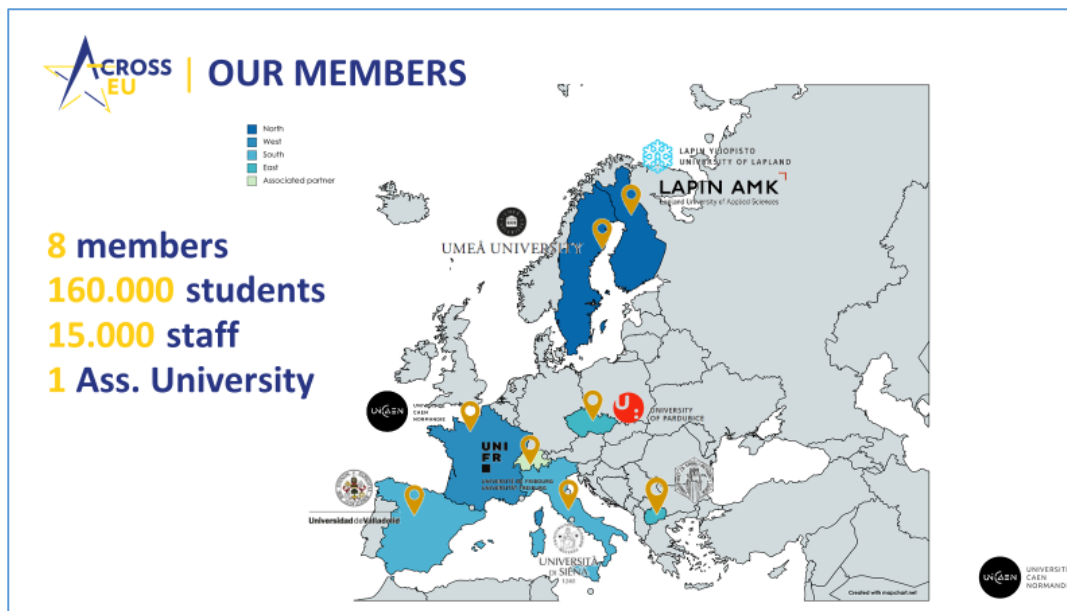 ACROSS
EU
OUR MEMBERS
North
West
South
East
Associated partner
8 members
160.000 students
15.000 staff
1 Ass. University
LAPIN YLIOPISTO
UNIVERSITY OF LAPLAND
LAPIN AMK
Lapland University of Applied Sciences
UMEÅ UNIVERSITY
UNICAEN
UNIVERSITÉ
CAEN
NORMANDIE
U:
UNIVERSITY
OF PARDUBICE
UNI
FR
UNIVERSITÉ DE FRIBOURG
UNIVERSITÄT FREIBURG
Universidad de Valladolid
UNIVERSITÀ
DI SIENA
1240
Created with mapchart.net
UNICAEN
UNIVERSITÉ
CAEN
NORMANDIE